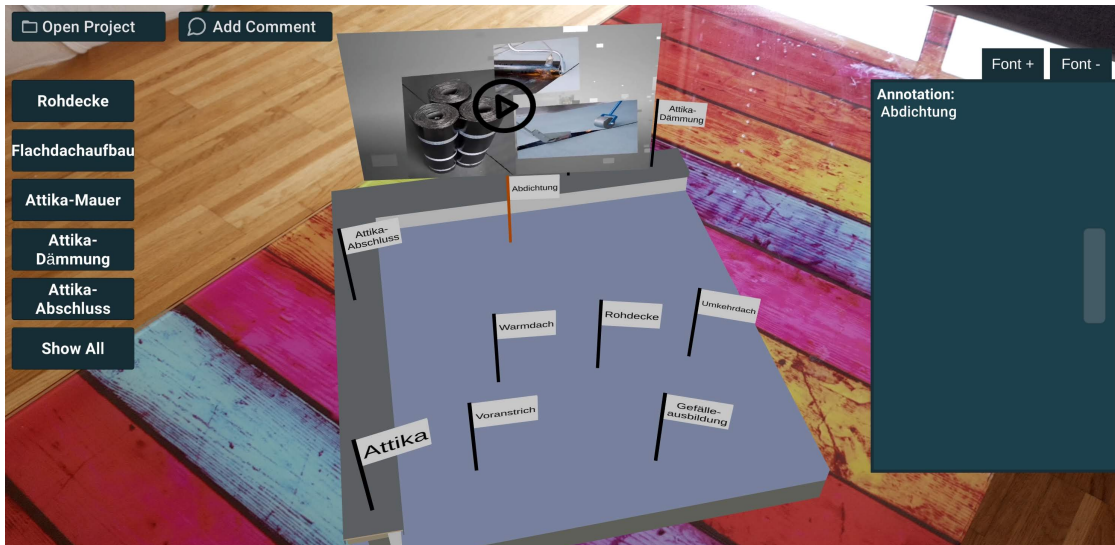 Open Project
Add Comment
Rohdecke
Flachdachaufbau
Attika-Mauer
Attika-
Dämmung
Attika-
Abschluss
Show All
Font +
Font -
Annotation:
Abdichtung
Attika-
Dämmung
Abdichtung
Attika-
Abschluss
Warmdach
Rohdecke
Umkehrdach
Voranstrich
Gefälle-
ausbildung
Attika